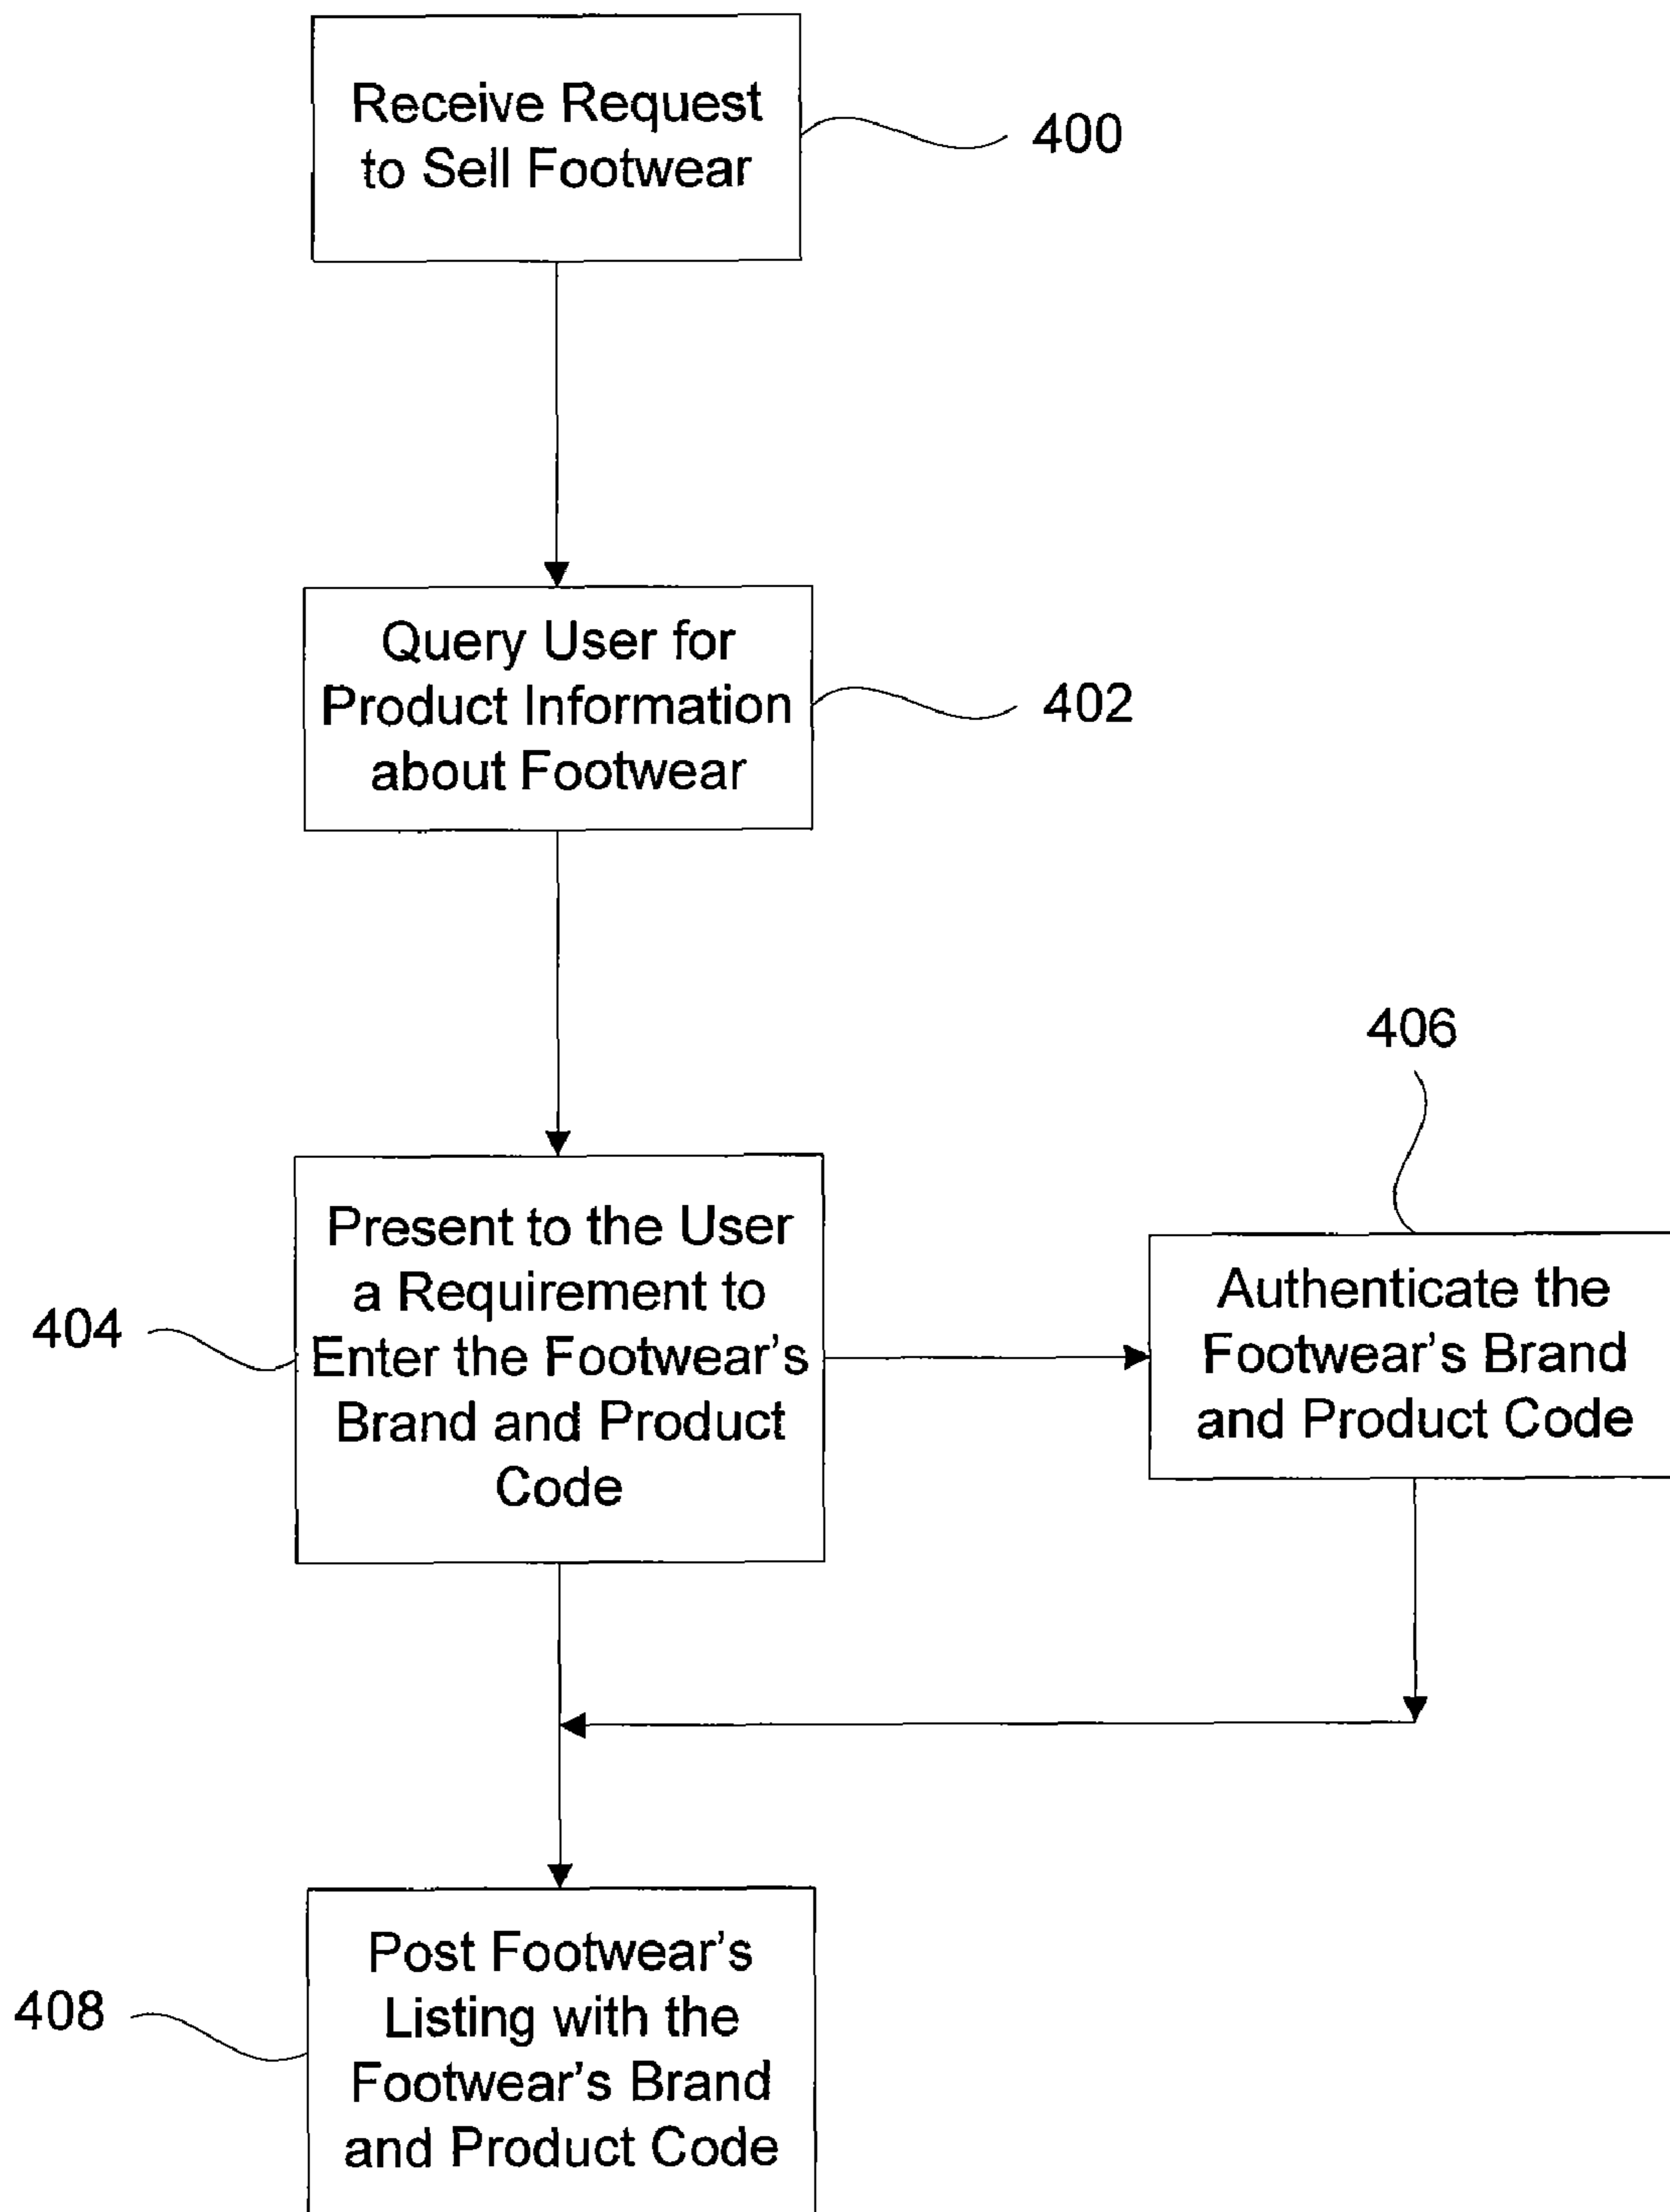 Receive Request
to Sell Footwear
400
Query User for
Product Information
about Footwear
402
406
Present to the User
a Requirement to
Enter the Footwear’s
Brand and Product
Code
404
Authenticate the
Footwear’s Brand
and Product Code
Post Footwear’s
Listing with the
Footwear’s Brand
and Product Code
408